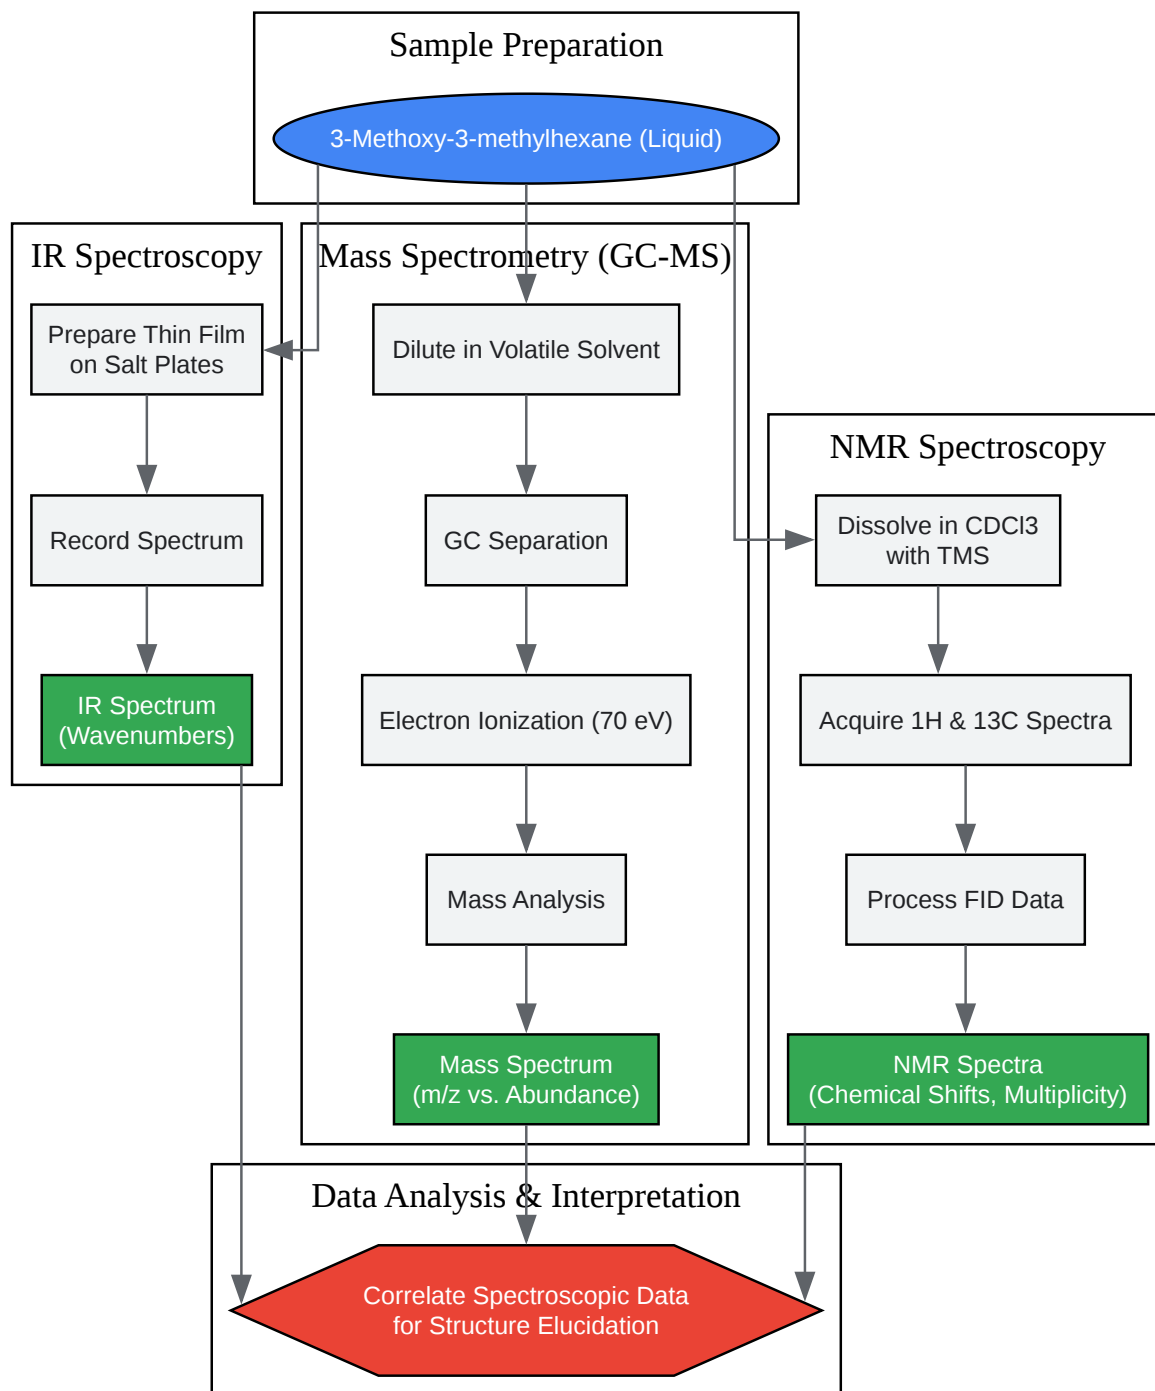 Sample Preparation
3-Methoxy-3-methylhexane (Liquid)
IR Spectroscopy
Prepare Thin Film
on Salt Plates
Record Spectrum
IR Spectrum
(Wavenumbers)
Mass Spectrometry (GC-MS)
Dilute in Volatile Solvent
GC Separation
Electron Ionization (70 eV)
Mass Analysis
Mass Spectrum
(m/z vs. Abundance)
NMR Spectroscopy
Dissolve in CDCl3
with TMS
Acquire 1H & 13C Spectra
Process FID Data
NMR Spectra
(Chemical Shifts, Multiplicity)
Data Analysis & Interpretation
Correlate Spectroscopic Data
for Structure Elucidation